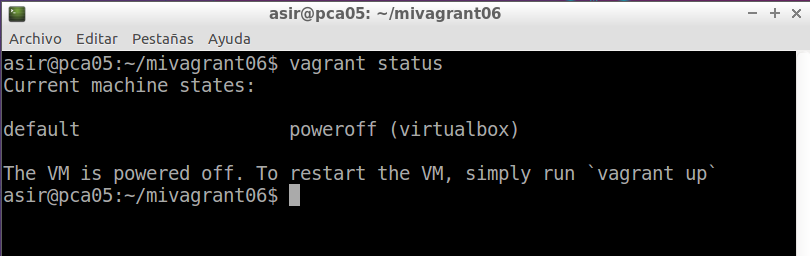 asir@pca05: ~/mivagrant06
Archivo Editar Pestañas Ayuda
asir@pca05:~/mivagrant06$ vagrant status
Current machine states:
default                   poweroff (virtualbox)
The VM is powered off. To restart the VM, simply run `vagrant up`
asir@pca05:~/mivagrant06$